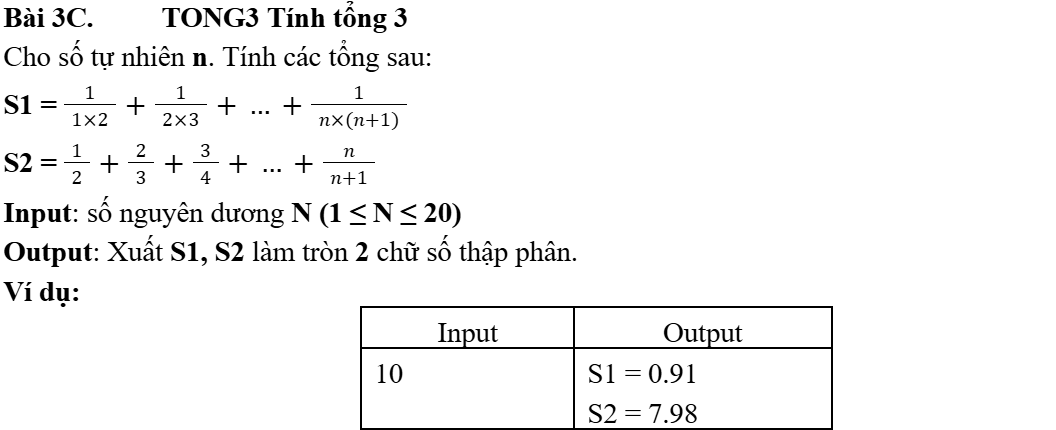 Bài 3C. TONG3 Tính tổng 3
Cho số tự nhiên n. Tính các tổng sau:
S1 = 1/(1×2) + 1/(2×3) + ... + 1/(n×(n+1))
S2 = 1/2 + 2/3 + 3/4 + ... + n/(n+1)
Input: số nguyên dương N (1 ≤ N ≤ 20)
Output: Xuất S1, S2 làm tròn 2 chữ số thập phân.
Ví dụ:
Input Output
10 S1 = 0.91
S2 = 7.98